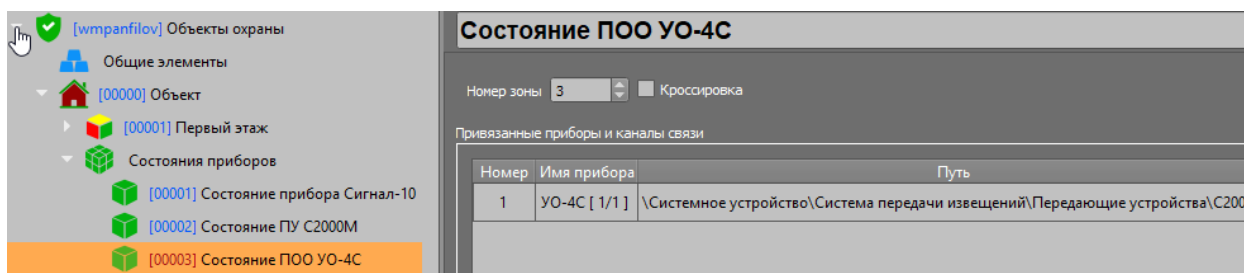 [wmpanfilov] Объекты охраны
Общие элементы
[00000] Объект
[00001] Первый этаж
Состояния приборов
[00001] Состояние прибора Сигнал-10
[00002] Состояние ПУ С2000М
[00003] Состояние ПОО УО-4С
Состояние ПОО УО-4С
Номер зоны 3 Кроссировка
Привязанные приборы и каналы связи
Номер Имя прибора Путь
1 УО-4С [ 1/1 ] \Системное устройство\Система передачи извещений\Передающие устройства\С200